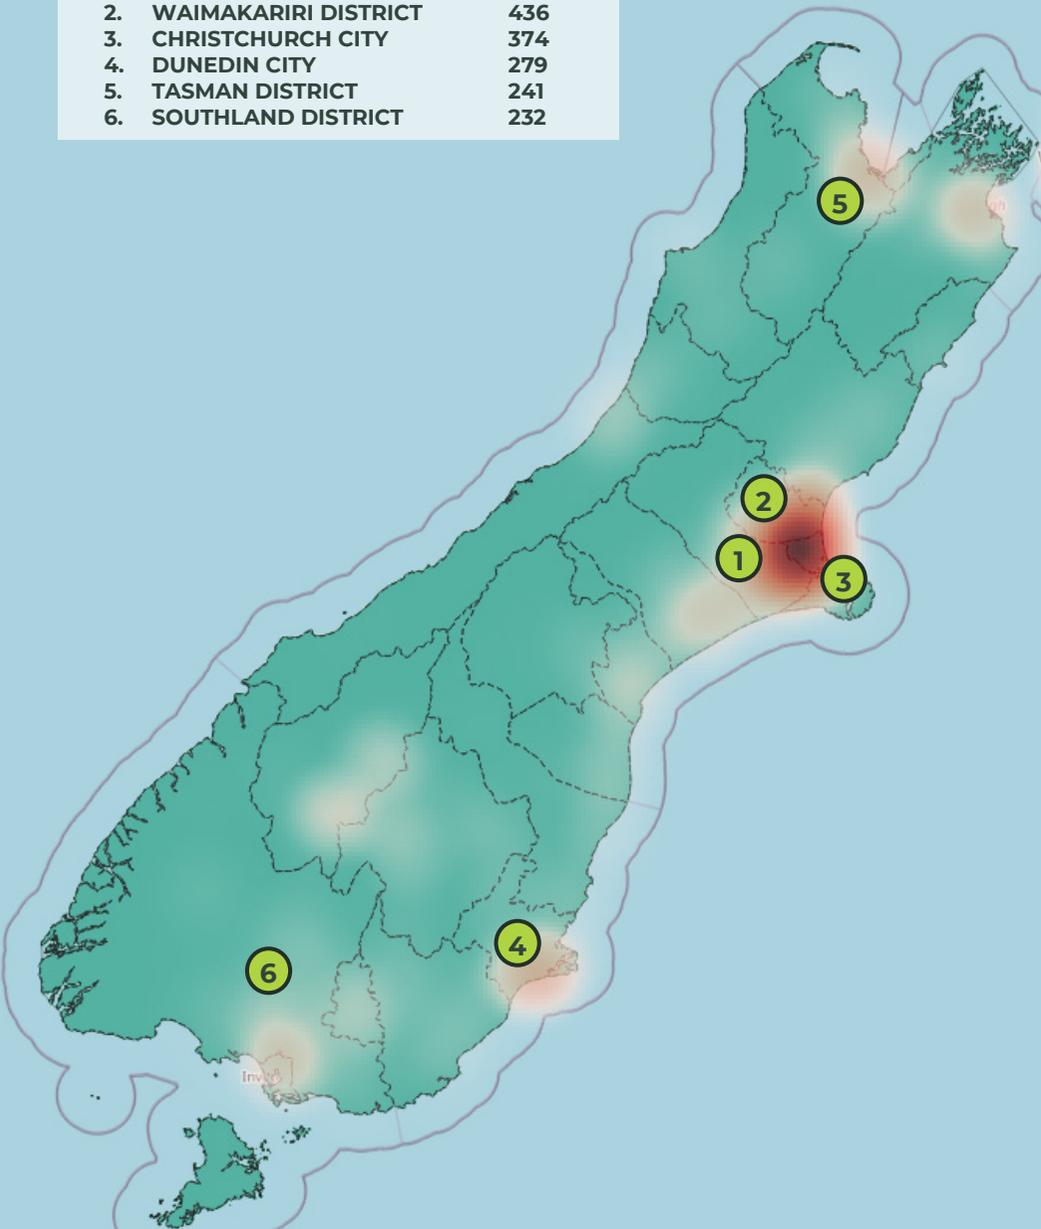 2. WAIMAKARIRI DISTRICT 436
3. CHRISTCHURCH CITY 374
4. DUNEDIN CITY 279
5. TASMAN DISTRICT 241
6. SOUTHLAND DISTRICT 232
5
2
1
3
4
6